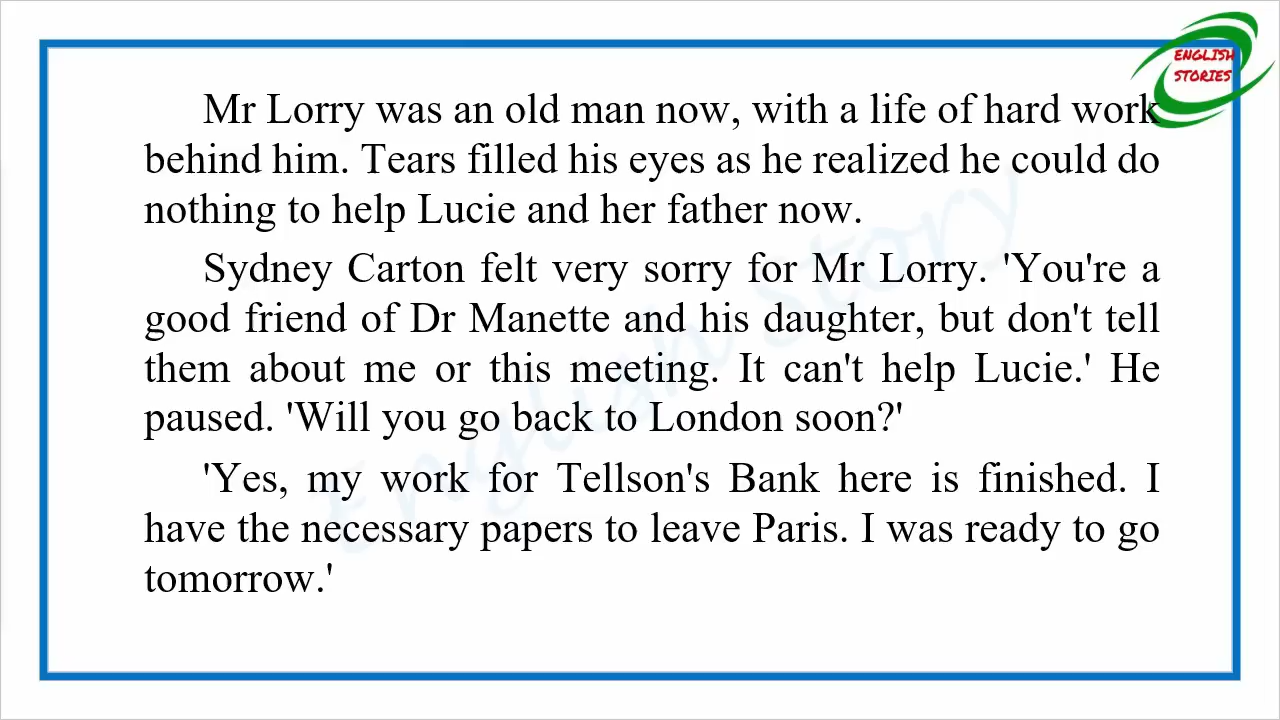 ENGLISH
STORIES
Mr Lorry was an old man now, with a life of hard work
behind him. Tears filled his eyes as he realized he could do
nothing to help Lucie and her father now.
Sydney Carton felt very sorry for Mr Lorry. 'You're a
good friend of Dr Manette and his daughter, but don't tell
them about me or this meeting. It can't help Lucie.' He
paused. 'Will you go back to London soon?'
'Yes, my work for Tellson's Bank here is finished. I
have the necessary papers to leave Paris. I was ready to go
tomorrow.'
English Story